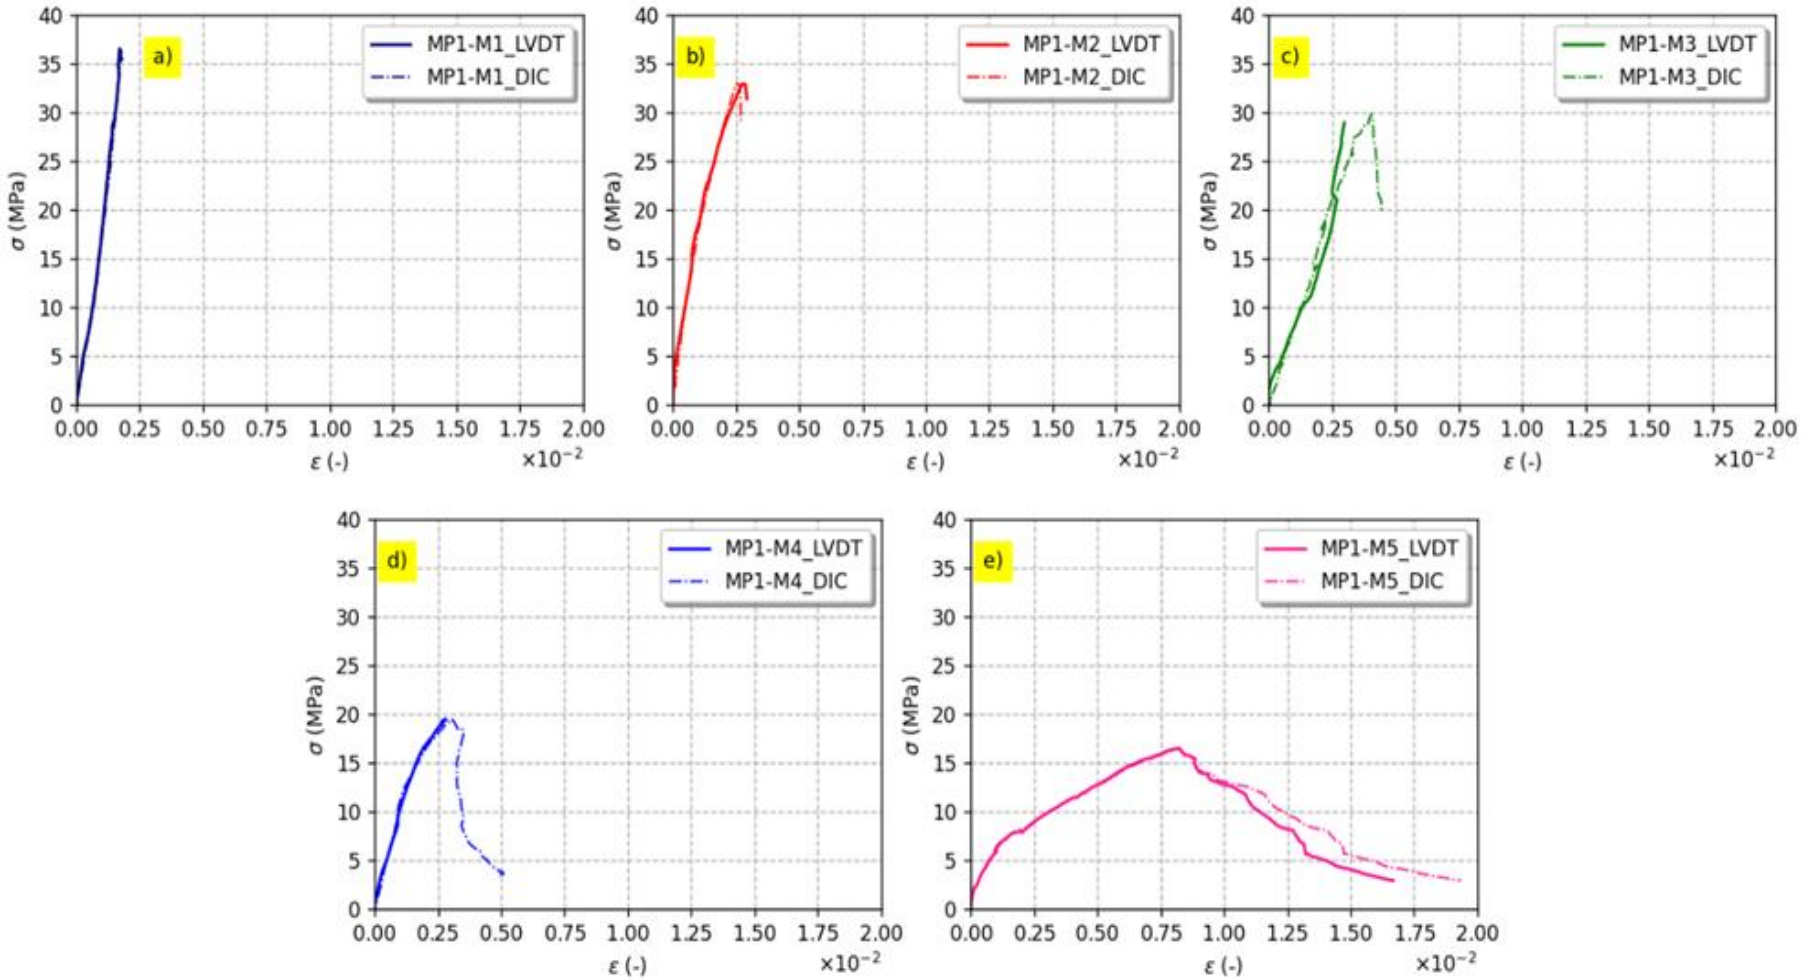 40
35
30
25
20
15
10
5
0
σ (MPa)
a)
MP1-M1_LVDT
MP1-M1_DIC
0.00 0.25 0.50 0.75 1.00 1.25 1.50 1.75 2.00
ε (-)
×10⁻²
40
35
30
25
20
15
10
5
0
σ (MPa)
b)
MP1-M2_LVDT
MP1-M2_DIC
0.00 0.25 0.50 0.75 1.00 1.25 1.50 1.75 2.00
ε (-)
×10⁻²
40
35
30
25
20
15
10
5
0
σ (MPa)
c)
MP1-M3_LVDT
MP1-M3_DIC
0.00 0.25 0.50 0.75 1.00 1.25 1.50 1.75 2.00
ε (-)
×10⁻²
40
35
30
25
20
15
10
5
0
σ (MPa)
d)
MP1-M4_LVDT
MP1-M4_DIC
0.00 0.25 0.50 0.75 1.00 1.25 1.50 1.75 2.00
ε (-)
×10⁻²
40
35
30
25
20
15
10
5
0
σ (MPa)
e)
MP1-M5_LVDT
MP1-M5_DIC
0.00 0.25 0.50 0.75 1.00 1.25 1.50 1.75 2.00
ε (-)
×10⁻²